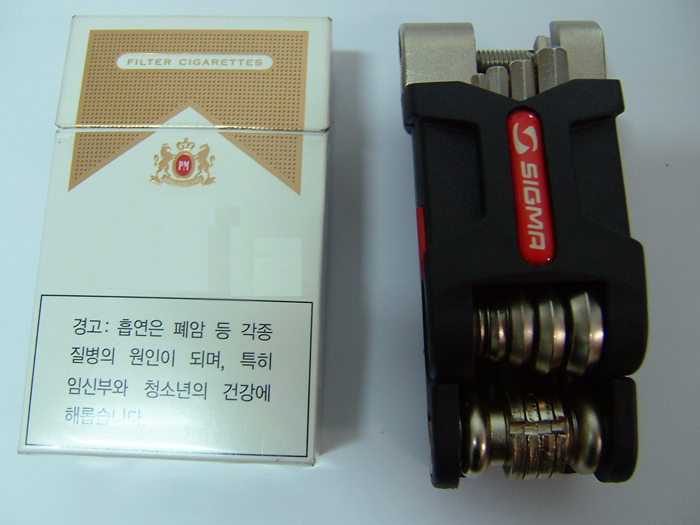 FILTER CIGARETTES
PM
경고: 흡연은 폐암 등 각종
질병의 원인이 되며, 특히
임신부와 청소년의 건강에
해롭습니다.
SIGMA